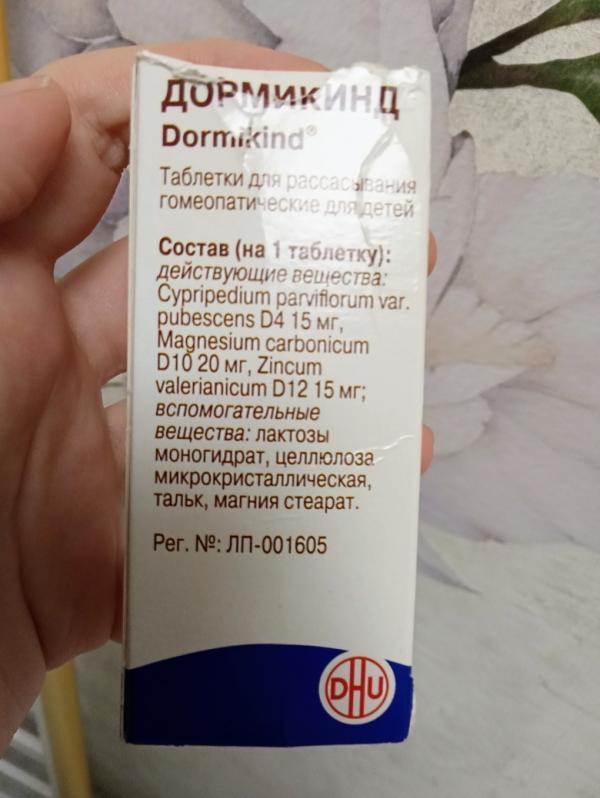 ДОРМИКИНД
Dormikind®
Таблетки для рассасывания
гомеопатические для детей
Состав (на 1 таблетку):
действующие вещества:
Cypripedium parviflorum var.
pubescens D4 15 мг,
Magnesium carbonicum
D10 20 мг, Zincum
valerianicum D12 15 мг;
вспомогательные
вещества: лактозы
моногидрат, целлюлоза
микрокристаллическая,
тальк, магния стеарат.
Рег. №: ЛП-001605
DHU